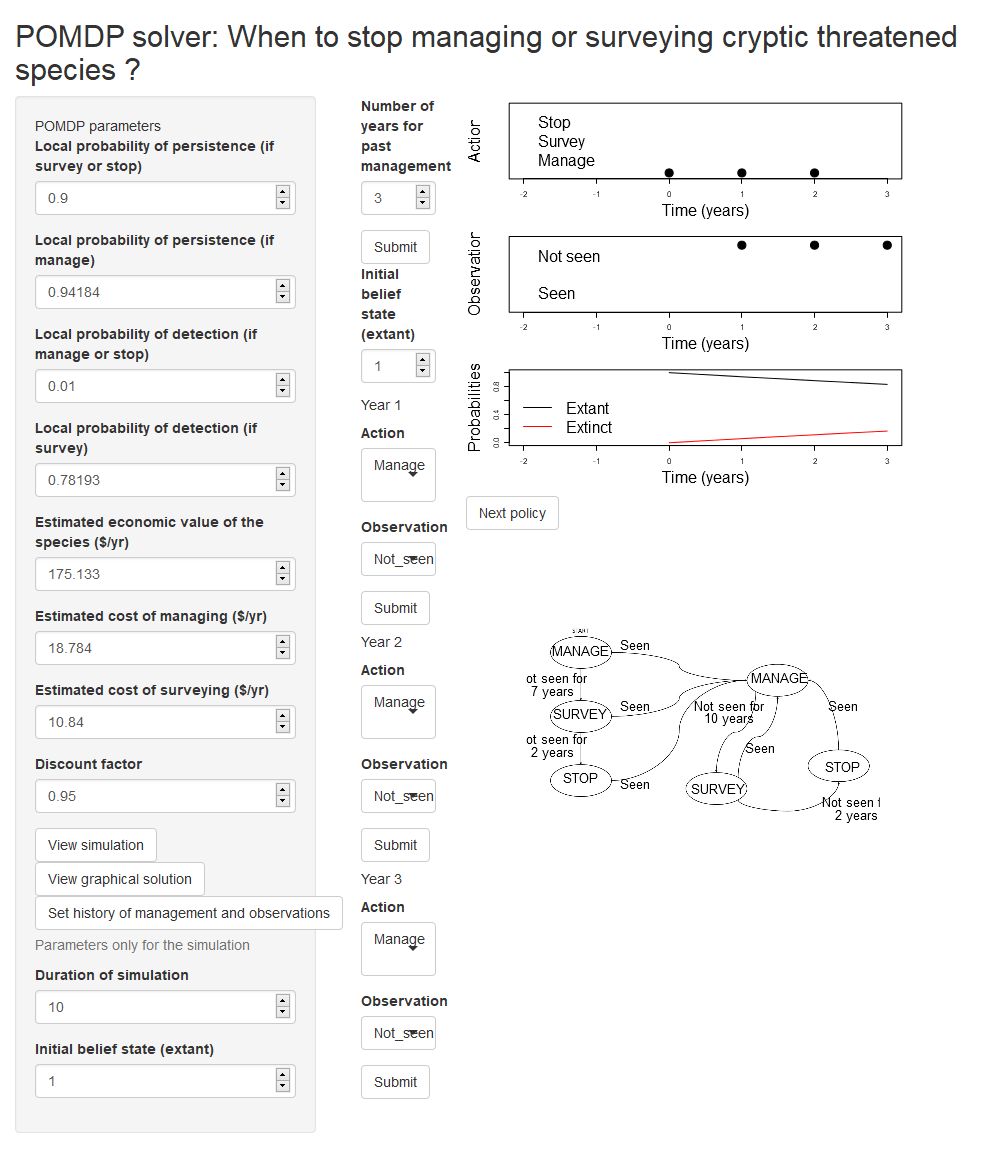 POMDP solver: When to stop managing or surveying cryptic threatened
species ?
POMDP parameters
Local probability of persistence (if
survey or stop)
0.9
Local probability of persistence (if
manage)
0.94184
Local probability of detection (if
manage or stop)
0.01
Local probability of detection (if
survey)
0.78193
Estimated economic value of the
species ($/yr)
175.133
Estimated cost of managing ($/yr)
18.784
Estimated cost of surveying ($/yr)
10.84
Discount factor
0.95
View simulation
View graphical solution
Set history of management and observations
Parameters only for the simulation
Duration of simulation
10
Initial belief state (extant)
1
Number of
years for
past
management
3
Submit
Initial
belief
state
(extant)
1
Year 1
Action
Manage
Observation
Not_seen
Submit
Year 2
Action
Manage
Observation
Not_seen
Submit
Year 3
Action
Manage
Observation
Not_seen
Submit
Action
Stop
Survey
Manage
-2 -1 0 1 2 3
Time (years)
Observation
Not seen
Seen
-2 -1 0 1 2 3
Time (years)
Probabilities
0.8
0.4
0.0
Extant
Extinct
-2 -1 0 1 2 3
Time (years)
Next policy
START
MANAGE
Seen
ot seen for
7 years
SURVEY
Seen
ot seen for
2 years
STOP
Seen
MANAGE
Not seen for
10 years
Seen
Seen
SURVEY
STOP
Not seen f
2 years